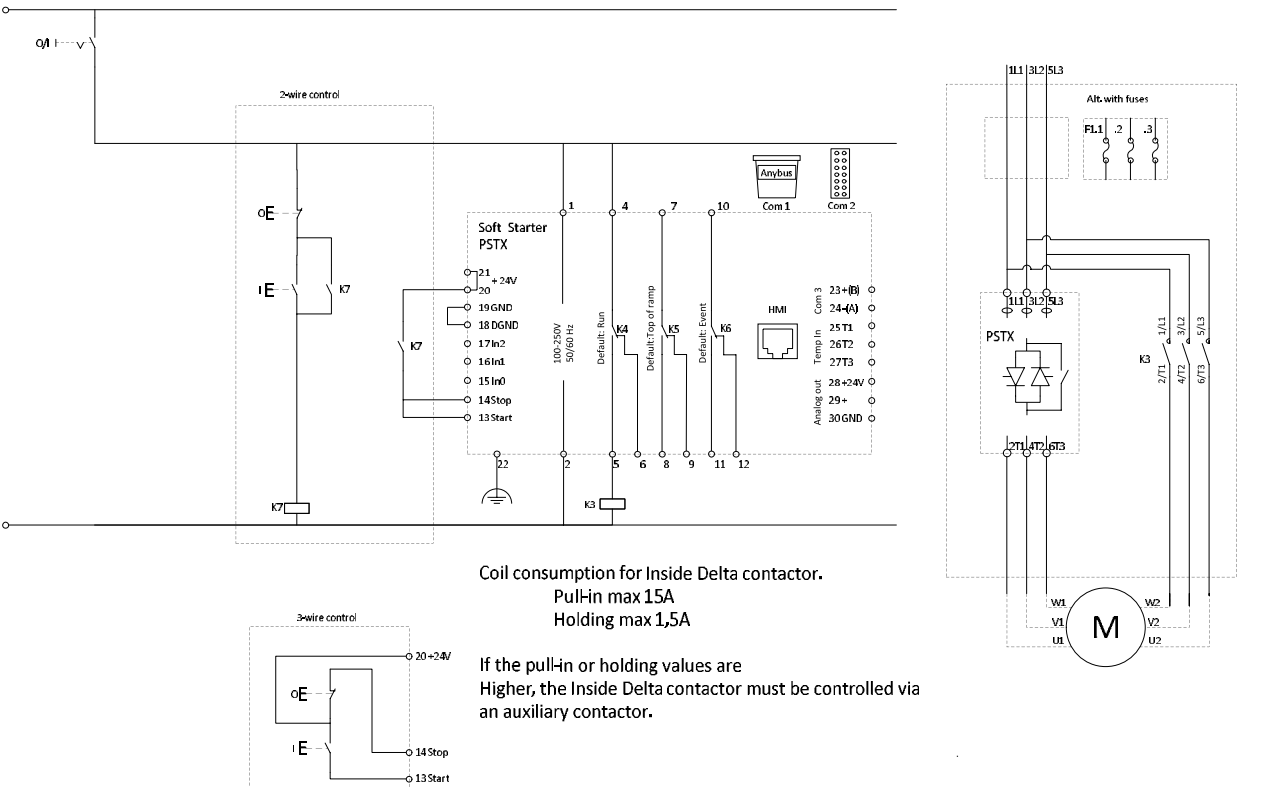 O/I
2-wire control
O
I
K7
K7
K7
Anybus
Com 1
Com 2
1
4
7
10
Soft Starter
PSTX
21
+24V
20
19 GND
18 DGND
17 In2
16 In1
15 In0
14 Stop
13 Start
100-250V
50/60 Hz
Default: Run
K4
Default:Top of ramp
K5
Default: Event
K6
HMI
Com 3
Temp In
Analog out
23+(B)
24-(A)
25 T1
26 T2
27 T3
28 +24V
29 +
30 GND
22
2
5
6
8
9
11
12
K3
Coil consumption for Inside Delta contactor.
Pull-in max 15A
Holding max 1,5A
If the pull-in or holding values are
Higher, the Inside Delta contactor must be controlled via
an auxiliary contactor.
3-wire control
20 +24V
O
I
14 Stop
13 Start
1L1 3L2 5L3
Alt. with fuses
F1.1 .2 .3
1L1 3L2 5L3
PSTX
2T1 4T2 6T3
K3
1/L1
3/L2
5/L3
2/T1
4/T2
6/T3
W1
V1
U1
M
W2
V2
U2